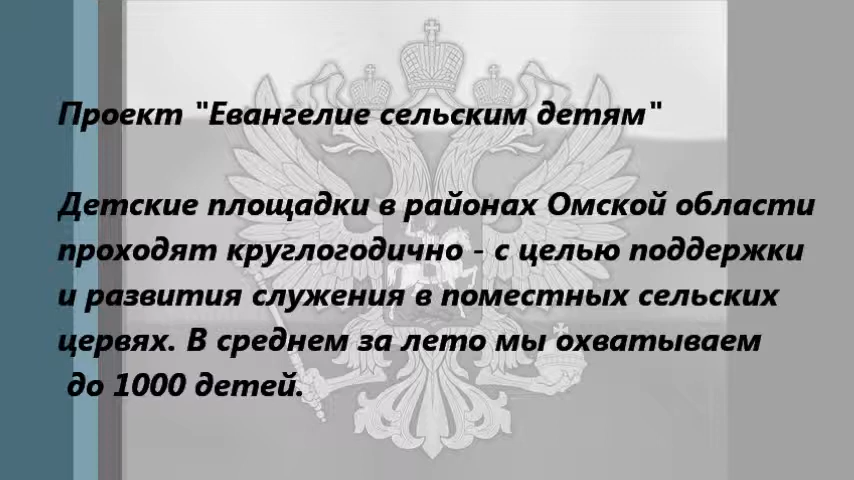 Проект "Евангелие сельским детям"
Детские площадки в районах Омской области
проходят круглогодично - с целью поддержки
и развития служения в поместных сельских
цервях. В среднем за лето мы охватываем
до 1000 детей.